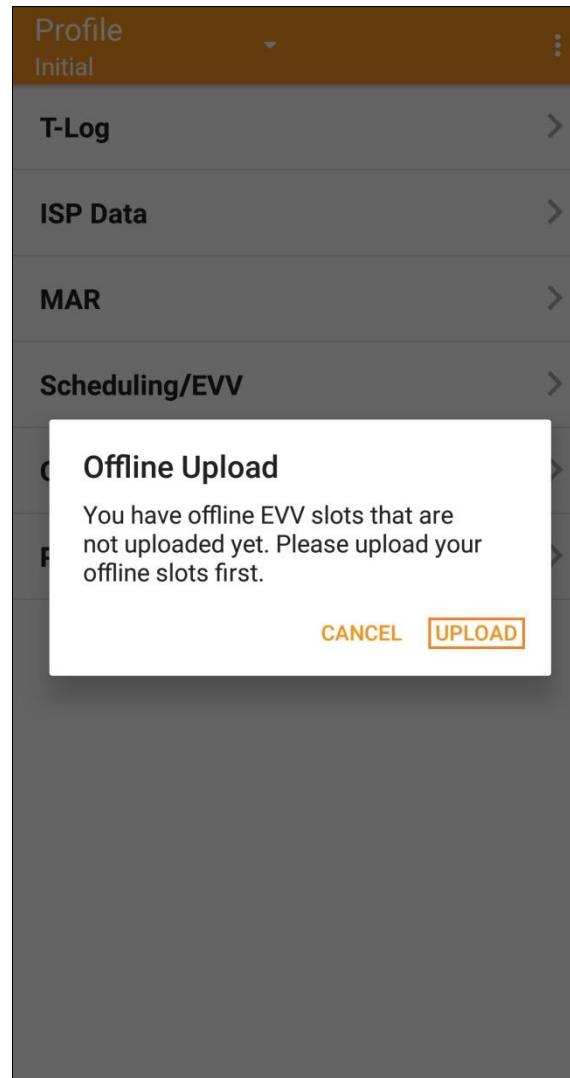 Profile
Initial
T-Log
ISP Data
MAR
Scheduling/EVV
Offline Upload
You have offline EVV slots that are
not uploaded yet. Please upload your
offline slots first.
CANCEL UPLOAD